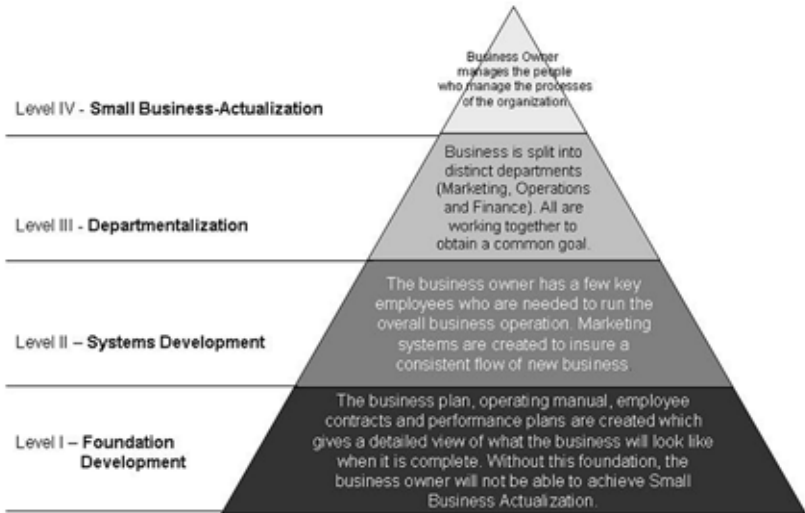 Business Owner
manages the people
who manage the processes
of the organization.
Level IV - Small Business-Actualization
Business is split into
distinct departments
(Marketing, Operations
and Finance). All are
working together to
obtain a common goal.
Level III - Departmentalization
The business owner has a few key
employees who are needed to run the
overall business operation. Marketing
systems are created to insure a
consistent flow of new business.
Level II – Systems Development
The business plan, operating manual, employee
contracts and performance plans are created which
gives a detailed view of what the business will look like
when it is complete. Without this foundation, the
business owner will not be able to achieve Small
Business Actualization.
Level I – Foundation
Development